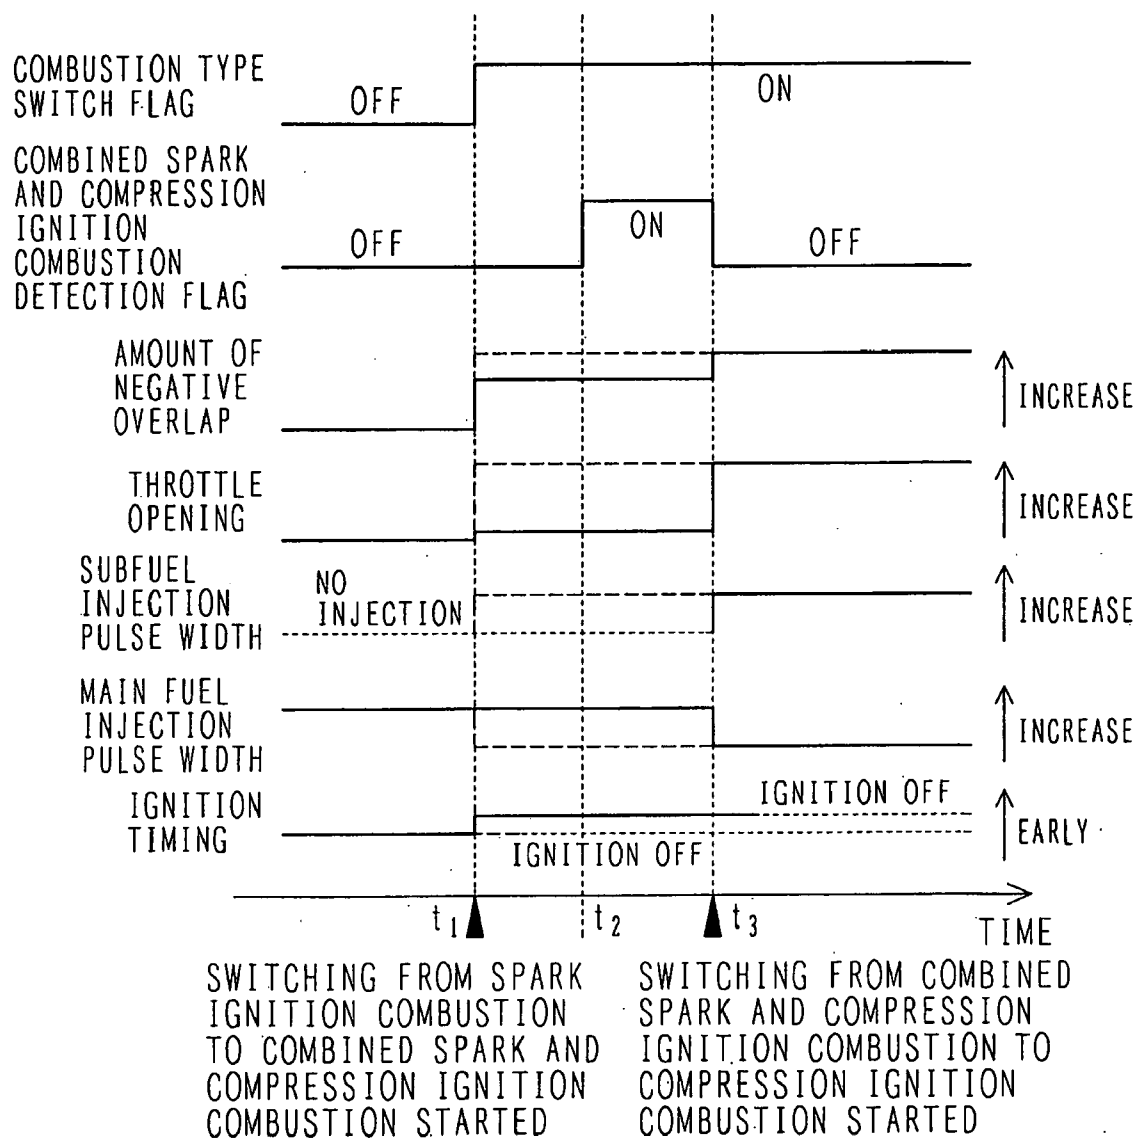 COMBUSTION TYPE
SWITCH FLAG
OFF
ON
COMBINED SPARK
AND COMPRESSION
IGNITION
COMBUSTION
DETECTION FLAG
OFF
ON
OFF
AMOUNT OF
NEGATIVE
OVERLAP
INCREASE
THROTTLE
OPENING
INCREASE
SUBFUEL
INJECTION
PULSE WIDTH
NO
INJECTION
INCREASE
MAIN FUEL
INJECTION
PULSE WIDTH
INCREASE
IGNITION
TIMING
IGNITION OFF
IGNITION OFF
EARLY
t1
t2
t3
TIME
SWITCHING FROM SPARK
IGNITION COMBUSTION
TO COMBINED SPARK AND
COMPRESSION IGNITION
COMBUSTION STARTED
SWITCHING FROM COMBINED
SPARK AND COMPRESSION
IGNITION COMBUSTION TO
COMPRESSION IGNITION
COMBUSTION STARTED